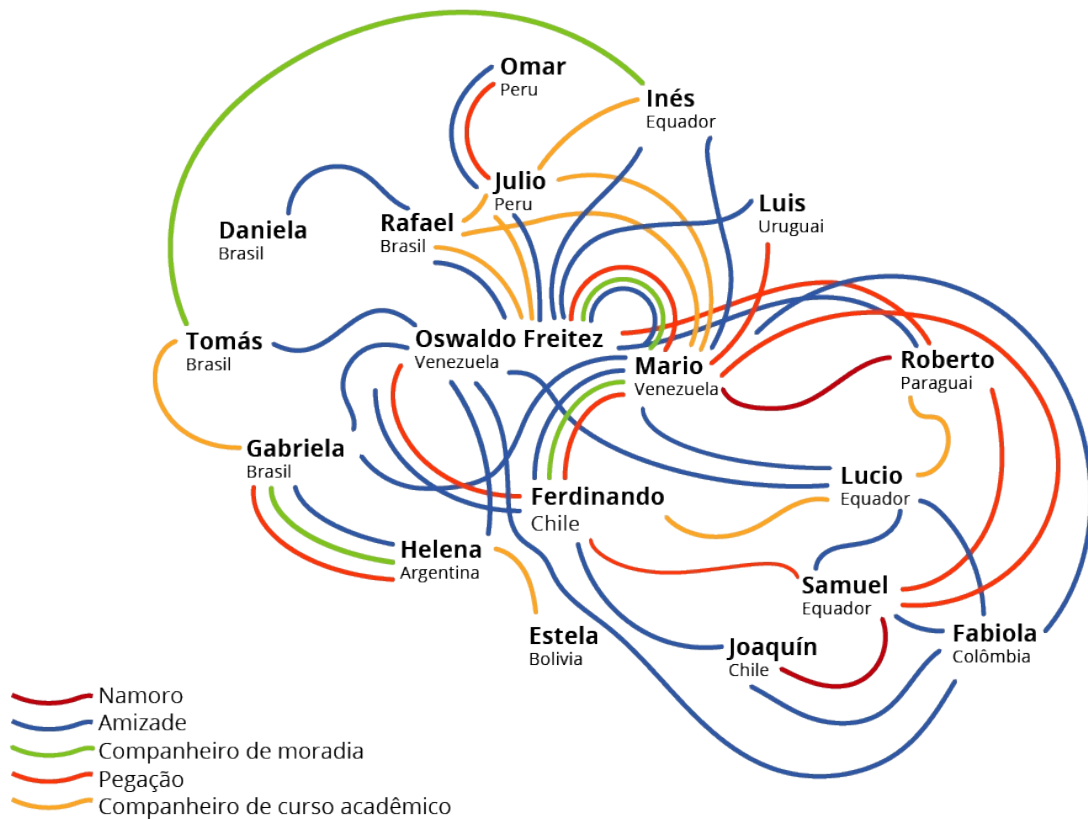 Omar
Peru
Inés
Equador
Julio
Peru
Luis
Uruguai
Daniela
Brasil
Rafael
Brasil
Tomás
Brasil
Oswaldo Freitez
Venezuela
Mario
Venezuela
Roberto
Paraguai
Gabriela
Brasil
Lucio
Equador
Ferdinando
Chile
Helena
Argentina
Samuel
Equador
Estela
Bolivia
Joaquín
Chile
Fabiola
Colômbia
Namoro
Amizade
Companheiro de moradia
Pegação
Companheiro de curso acadêmico